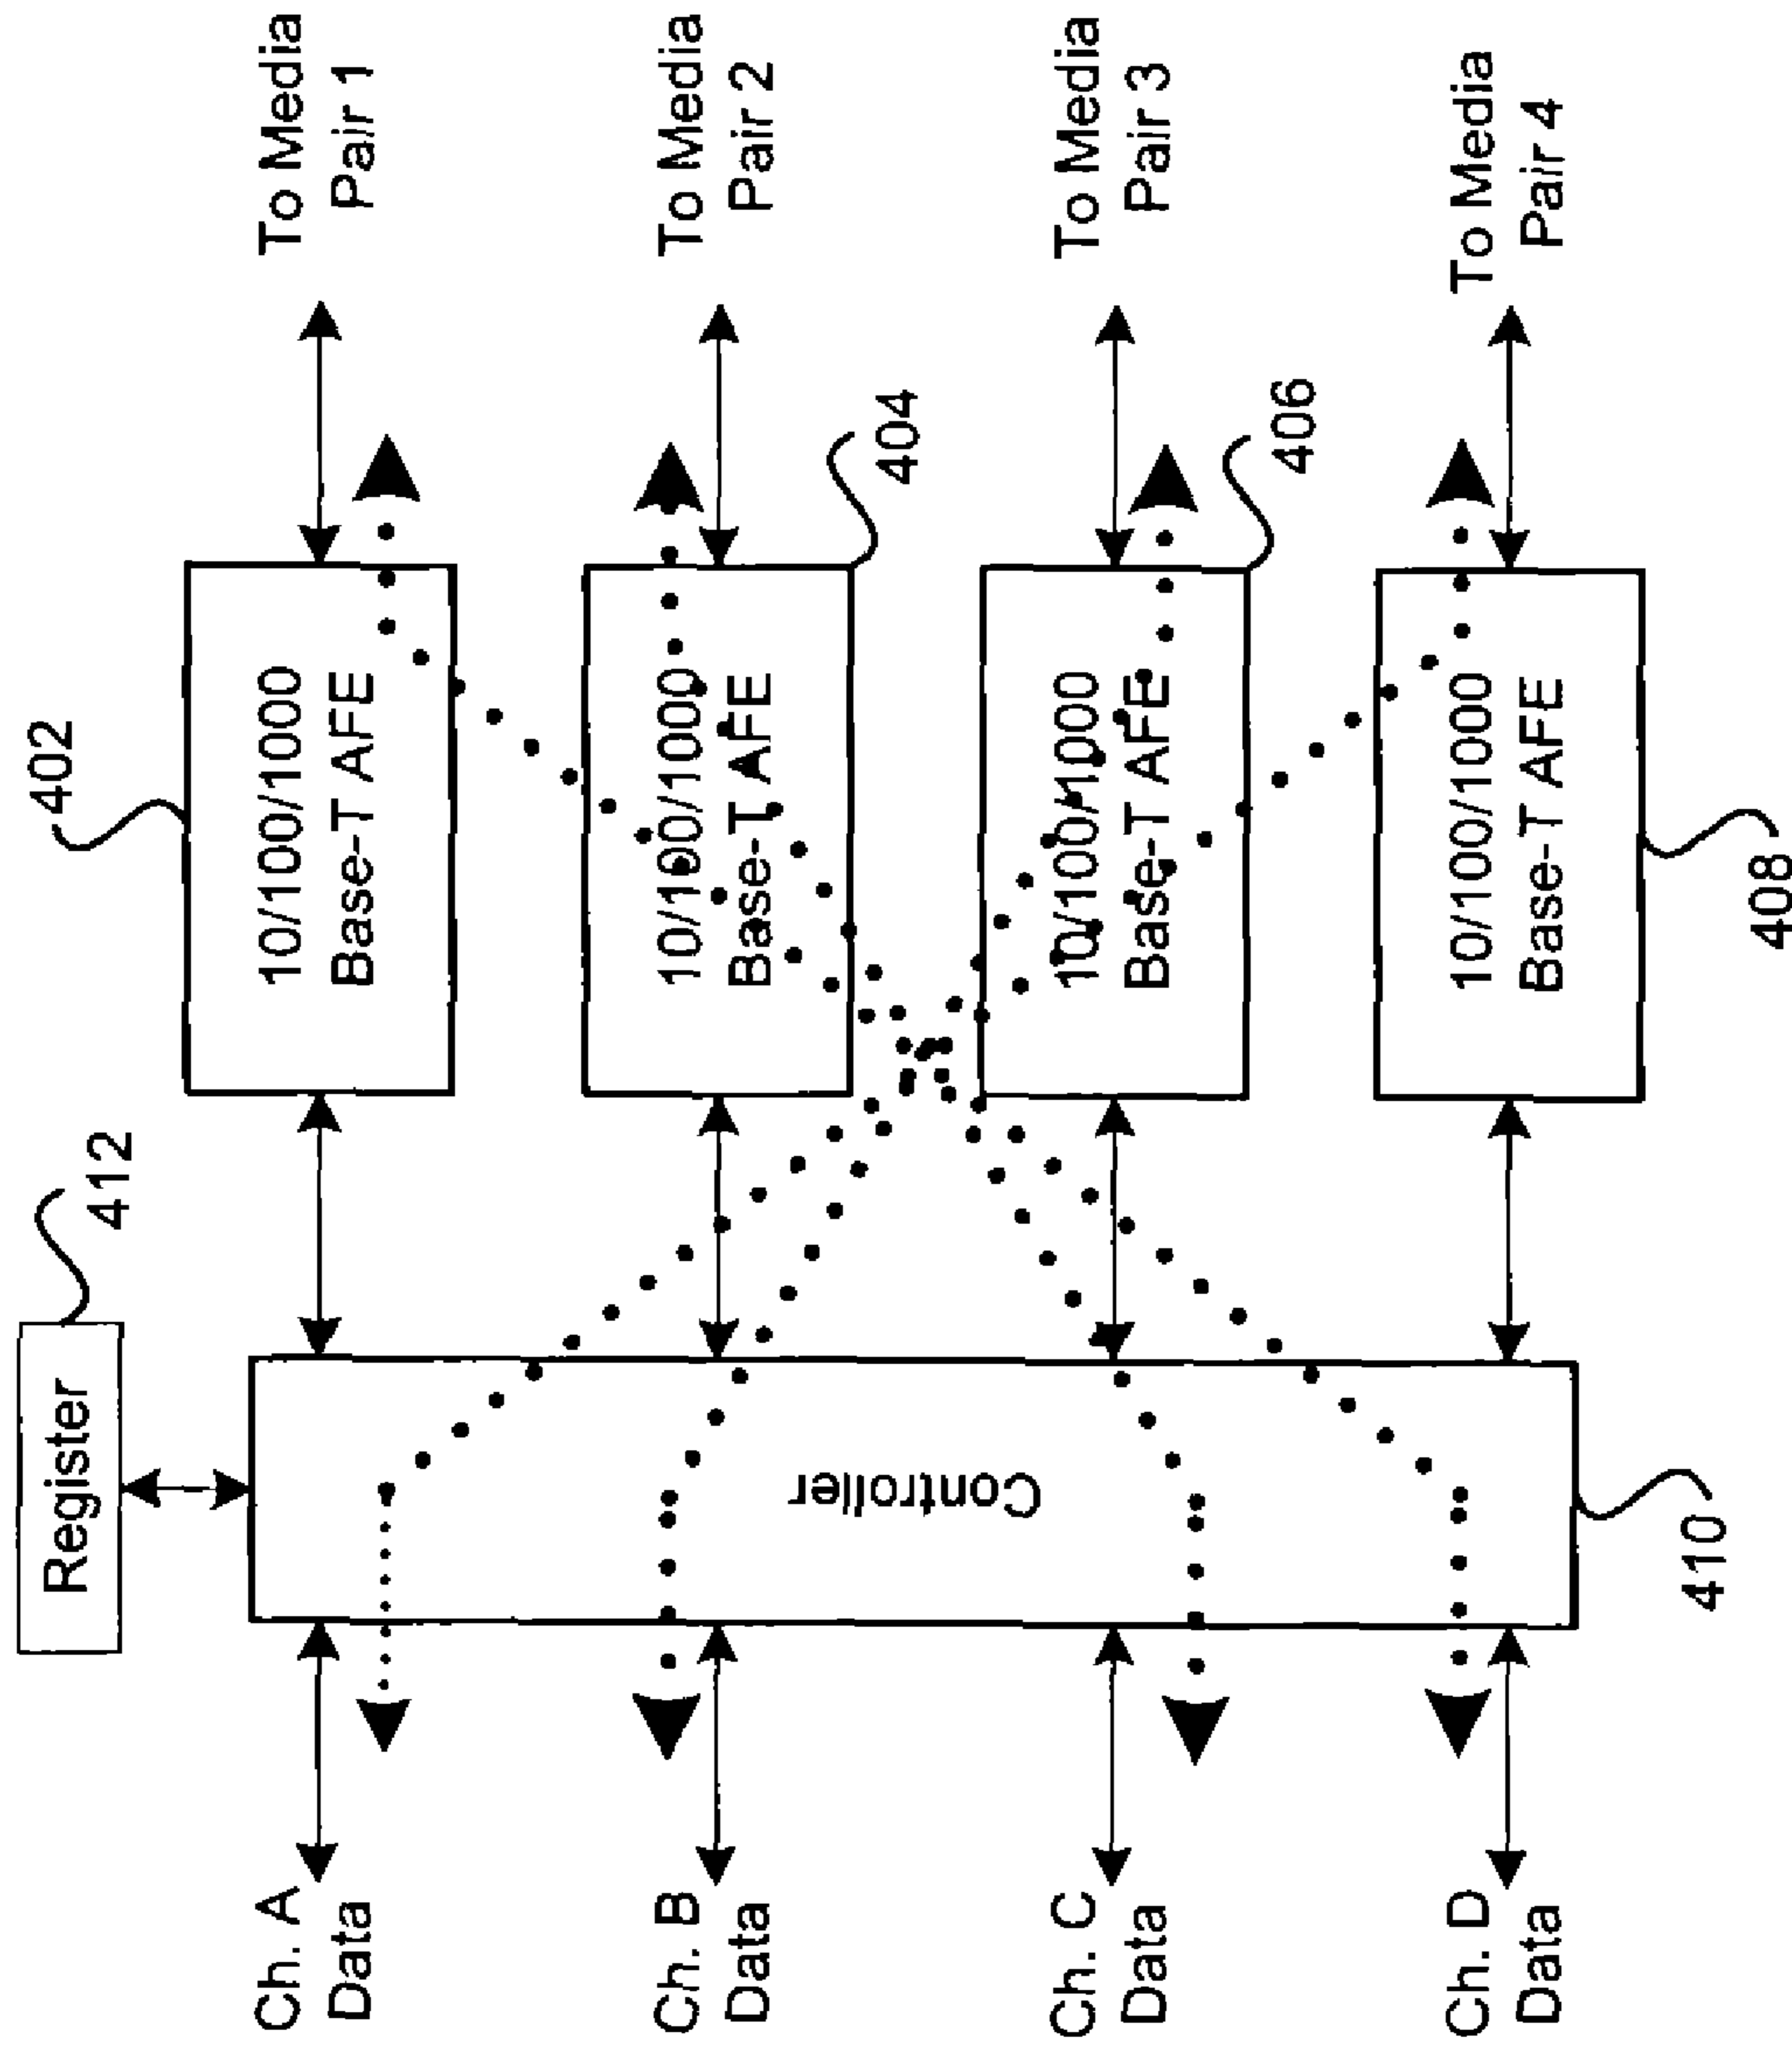 Register
412
402
Ch. A
Data
10/100/1000
Base-T AFE
To Media
Pair 1
Ch. B
Data
10/100/1000
Base-T AFE
To Media
Pair 2
404
Controller
Ch. C
Data
10/100/1000
Base-T AFE
To Media
Pair 3
406
Ch. D
Data
10/100/1000
Base-T AFE
To Media
Pair 4
410
408